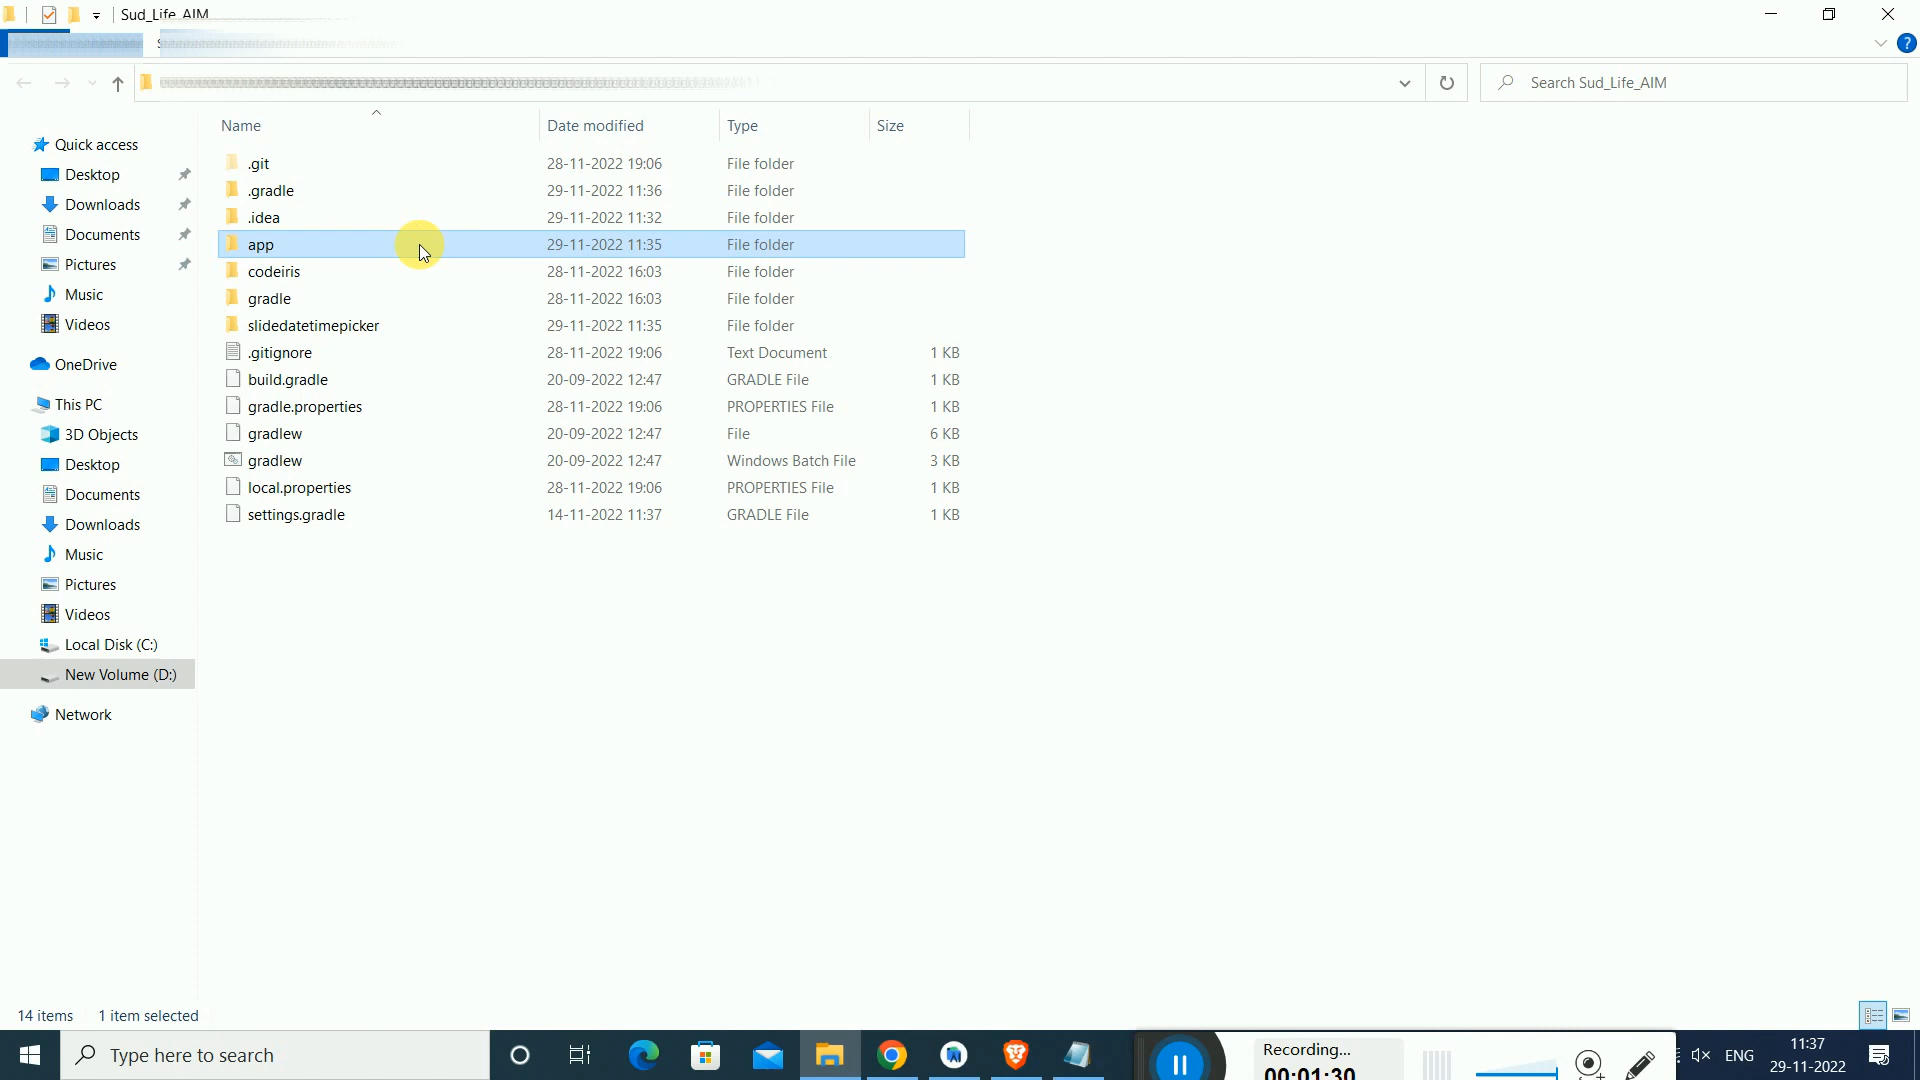 Sud_Life_AIM
Search Sud_Life_AIM
Name Date modified Type Size
Quick access
Desktop
Downloads
Documents
Pictures
Music
Videos
OneDrive
This PC
3D Objects
Desktop
Documents
Downloads
Music
Pictures
Videos
Local Disk (C:)
New Volume (D:)
Network
.git 28-11-2022 19:06 File folder
.gradle 29-11-2022 11:36 File folder
.idea 29-11-2022 11:32 File folder
app 29-11-2022 11:35 File folder
codeiris 28-11-2022 16:03 File folder
gradle 28-11-2022 16:03 File folder
slidedatetimepicker 29-11-2022 11:35 File folder
.gitignore 28-11-2022 19:06 Text Document 1 KB
build.gradle 20-09-2022 12:47 GRADLE File 1 KB
gradle.properties 28-11-2022 19:06 PROPERTIES File 1 KB
gradlew 20-09-2022 12:47 File 6 KB
gradlew 20-09-2022 12:47 Windows Batch File 3 KB
local.properties 28-11-2022 19:06 PROPERTIES File 1 KB
settings.gradle 14-11-2022 11:37 GRADLE File 1 KB
14 items 1 item selected
Type here to search
Recording...
00:01:30
ENG
11:37
29-11-2022